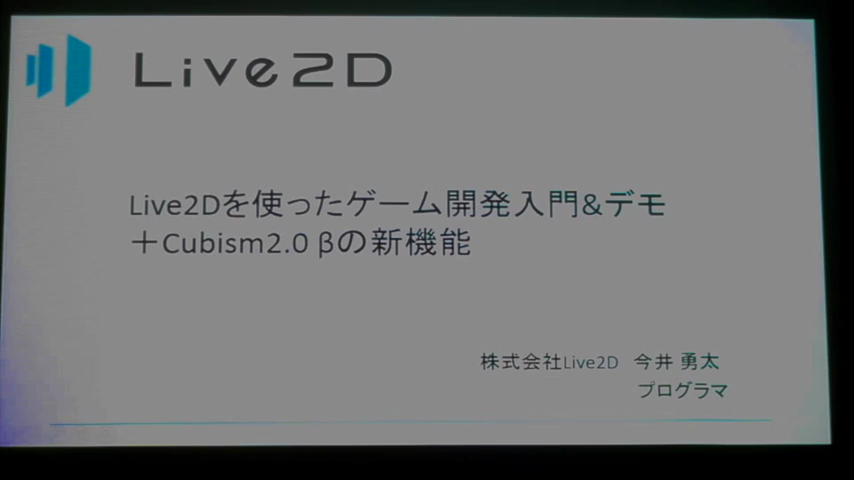 Live2D
Live2Dを使ったゲーム開発入門&デモ
＋Cubism2.0 βの新機能
株式会社Live2D 今井 勇太
プログラマ